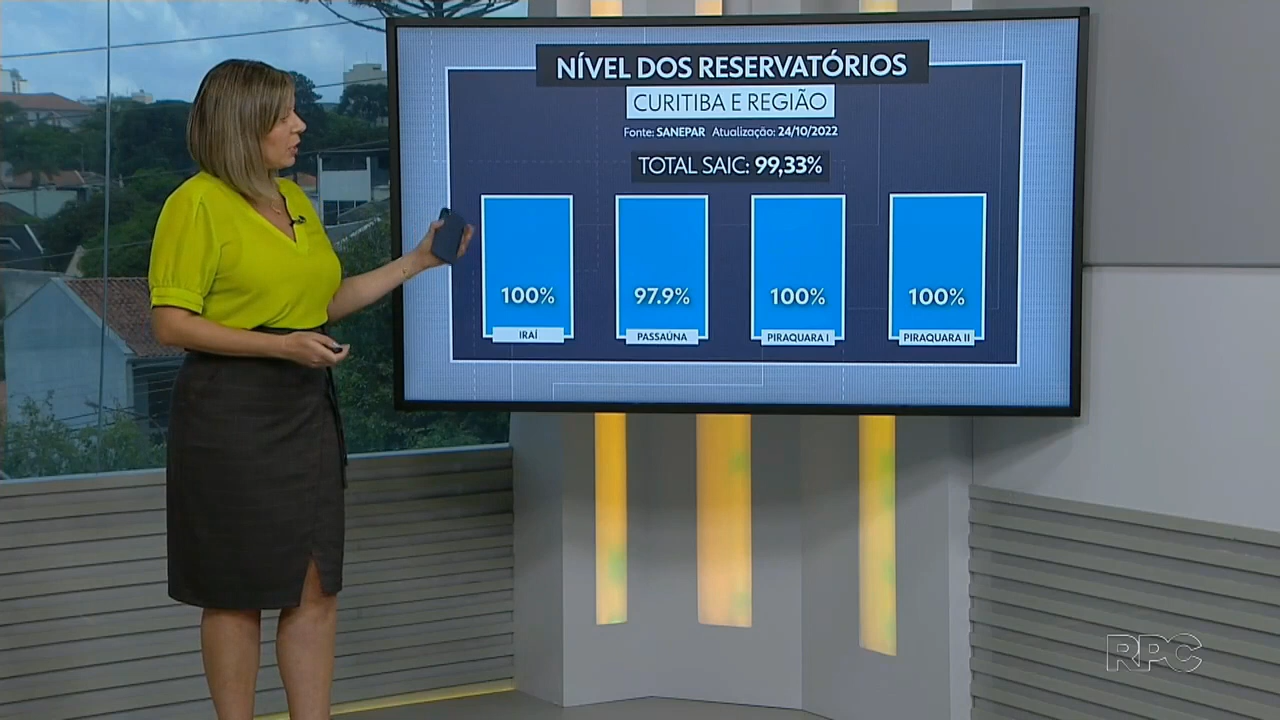 NÍVEL DOS RESERVATÓRIOS
CURITIBA E REGIÃO
Fonte: SANEPAR Atualização: 24/10/2022
TOTAL SAIC: 99,33%
100% 97.9% 100% 100%
IRAÍ PASSAÚNA PIRAQUARA I PIRAQUARA II
RPC